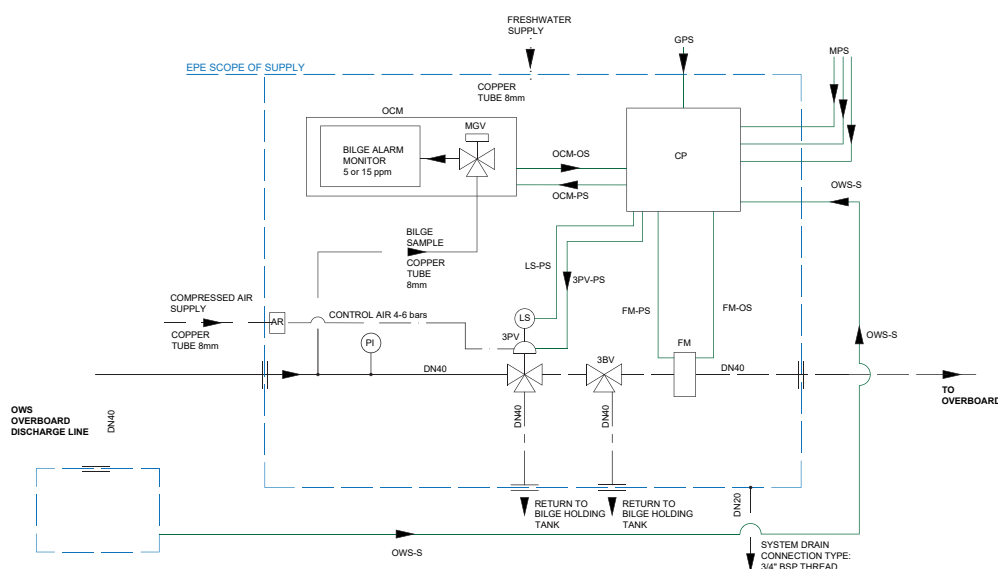 FRESHWATER
SUPPLY
GPS
MPS
EPE SCOPE OF SUPPLY
COPPER
TUBE 8mm
OCM
MGV
BILGE ALARM
MONITOR
5 or 15 ppm
CP
OCM-OS
OCM-PS
OWS-S
BILGE
SAMPLE
COPPER
TUBE
8mm
LS-PS
3PV-PS
FM-PS
FM-OS
COMPRESSED AIR
SUPPLY
COPPER
TUBE 8mm
AR
CONTROL AIR 4-6 bars
LS
PI
3PV
3BV
FM
OWS-S
DN40
DN40
TO
OVERBOARD
OWS
OVERBOARD
DISCHARGE LINE
DN40
DN40
DN40
RETURN TO
BILGE HOLDING
TANK
RETURN TO
BILGE HOLDING
TANK
DN20
OWS-S
SYSTEM DRAIN
CONNECTION TYPE:
3/4" BSP THREAD